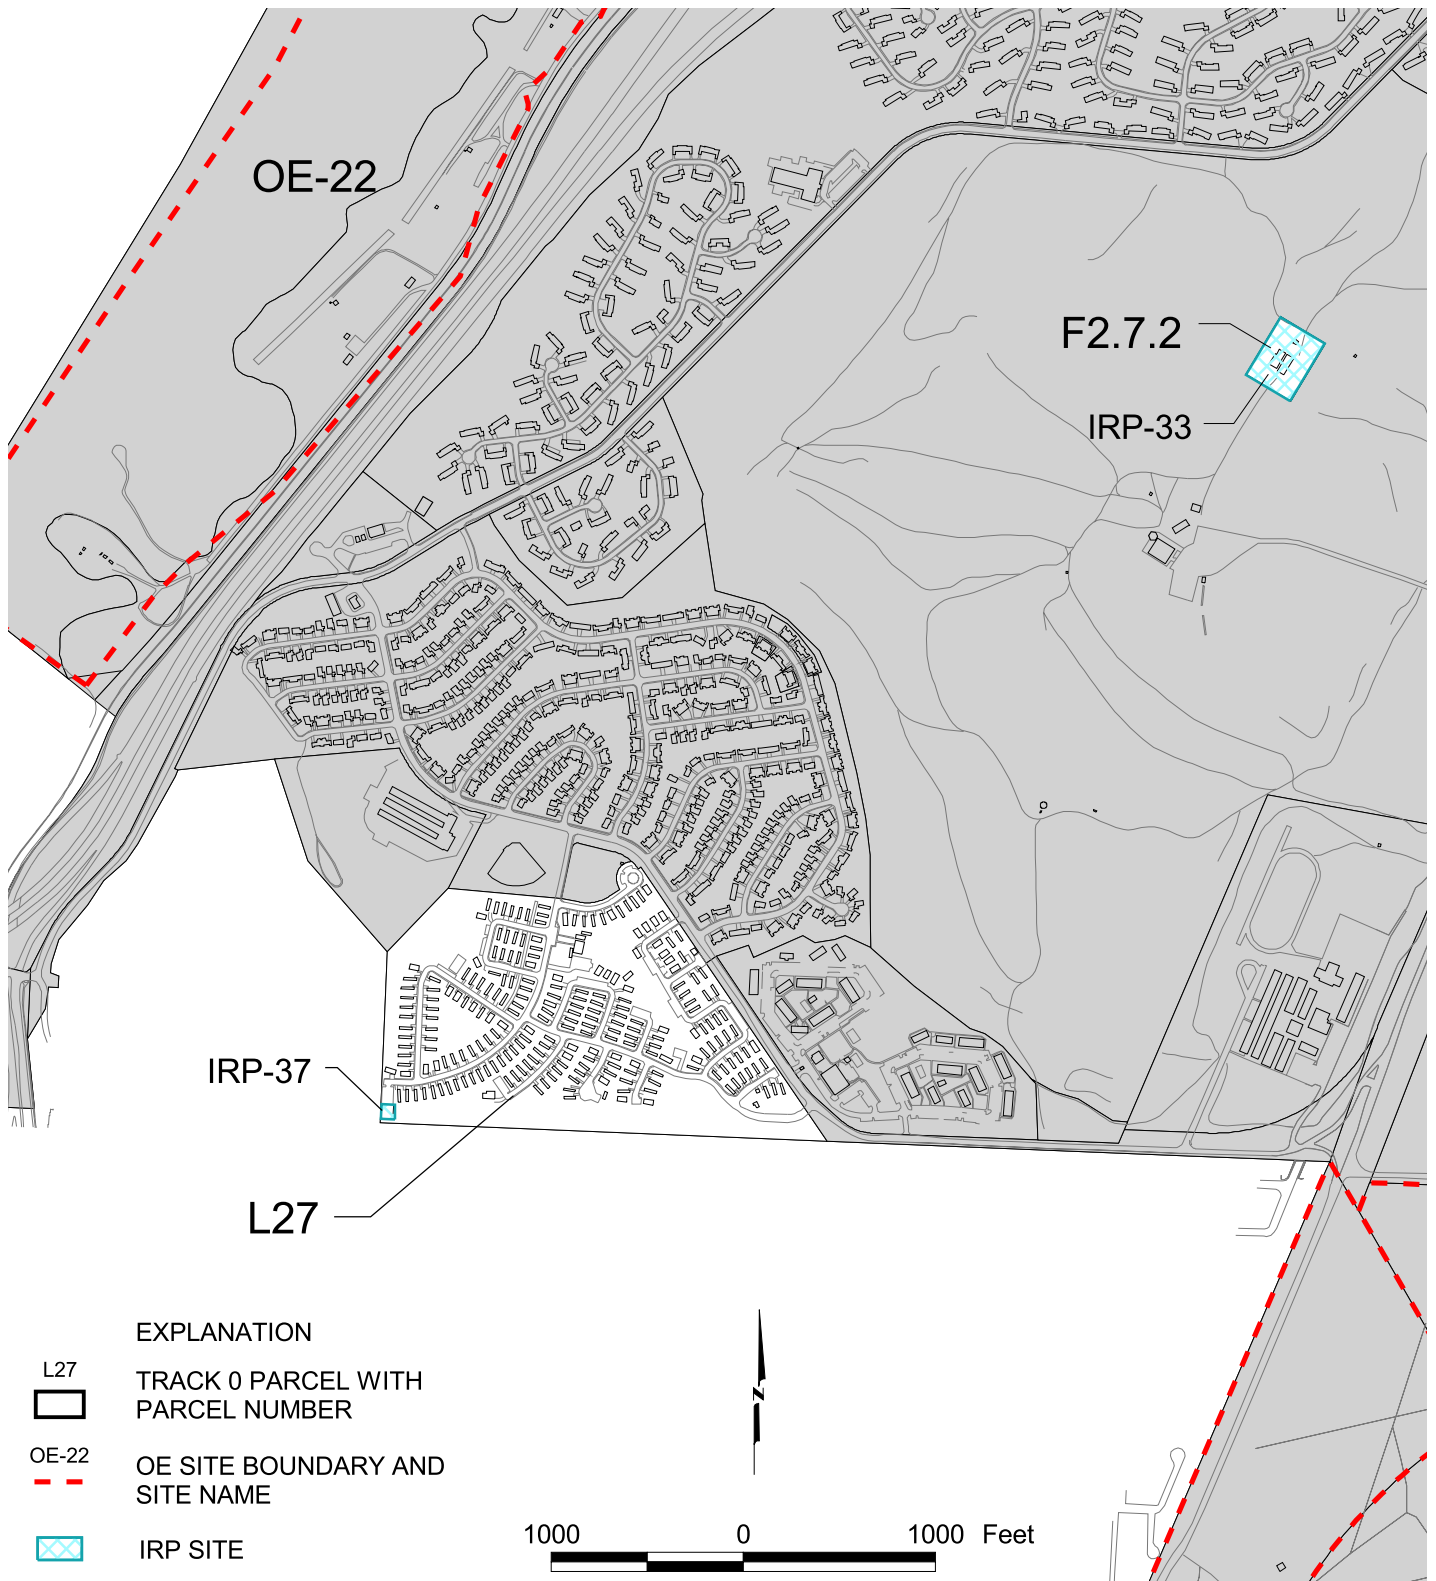 OE-22
F2.7.2
IRP-33
IRP-37
L27
EXPLANATION
L27
TRACK 0 PARCEL WITH
PARCEL NUMBER
OE-22
OE SITE BOUNDARY AND
SITE NAME
IRP SITE
N
1000 0 1000 Feet